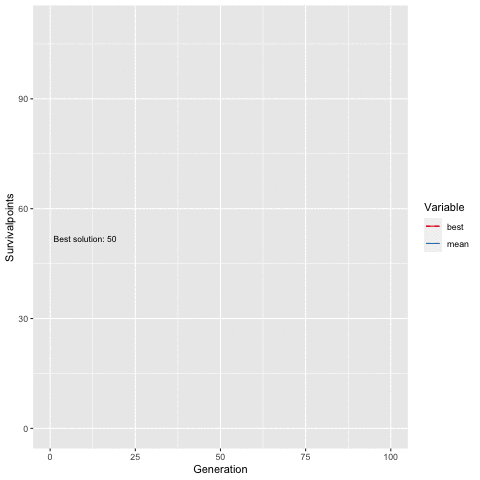 90
60
30
0
Survivalpoints
Best solution: 50
0 25 50 75 100
Generation
Variable
best
mean